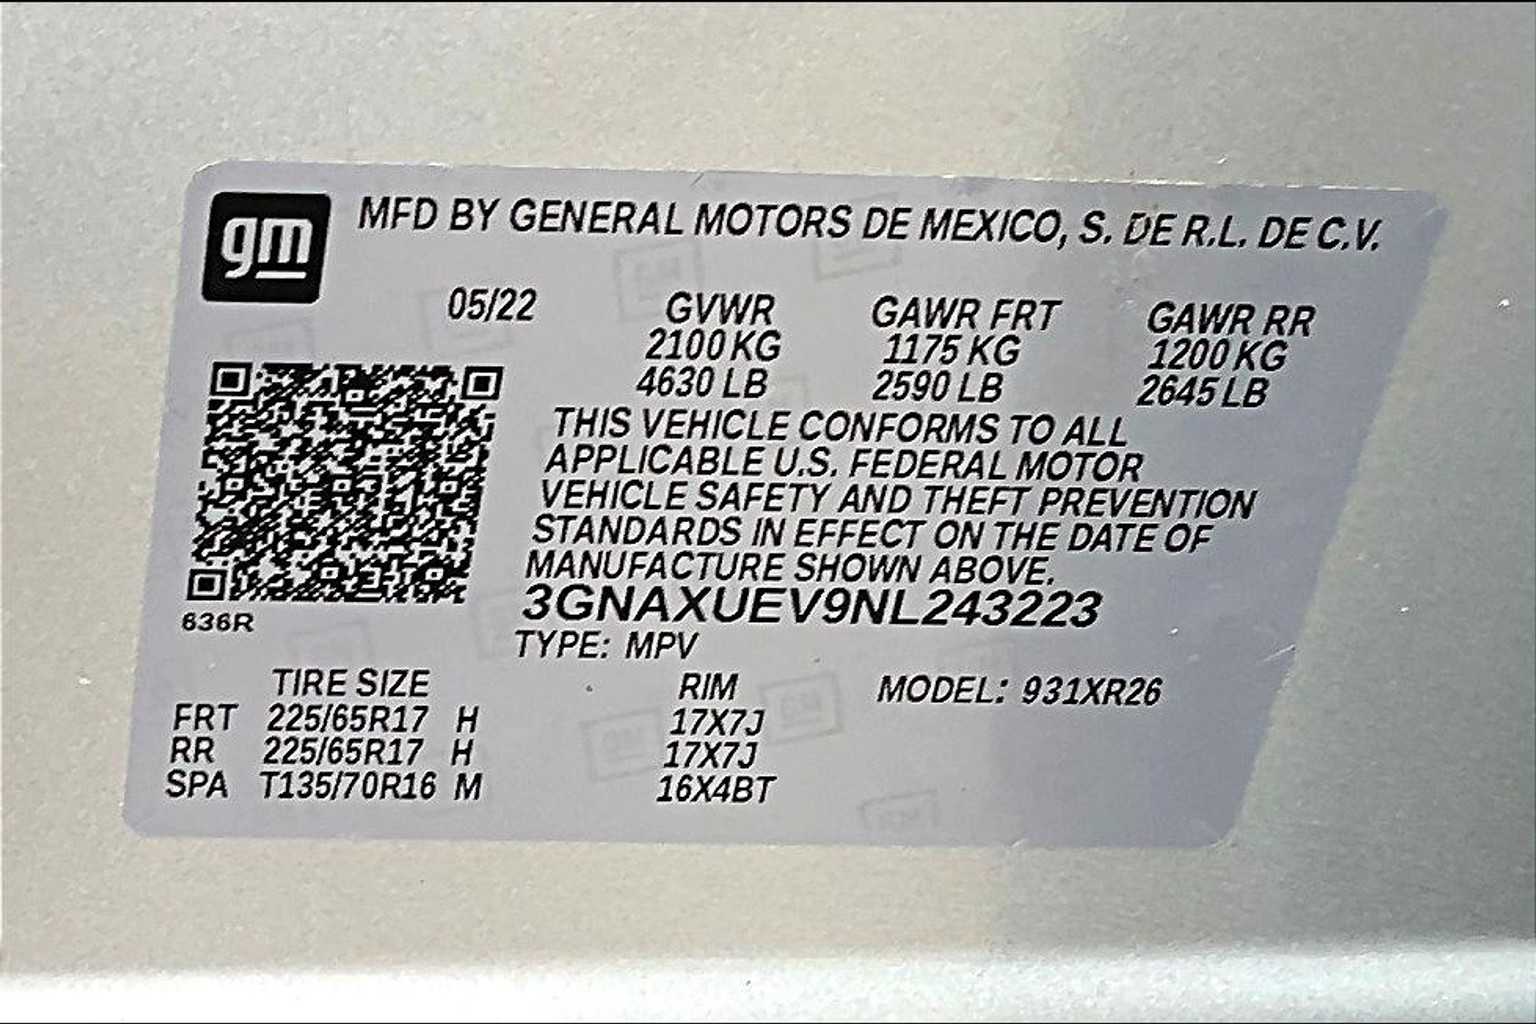 gm MFD BY GENERAL MOTORS DE MEXICO, S. DE R.L. DE C.V.
05/22 GVWR GAWR FRT GAWR RR
2100 KG 1175 KG 1200 KG
4630 LB 2590 LB 2645 LB
THIS VEHICLE CONFORMS TO ALL
APPLICABLE U.S. FEDERAL MOTOR
VEHICLE SAFETY AND THEFT PREVENTION
STANDARDS IN EFFECT ON THE DATE OF
MANUFACTURE SHOWN ABOVE.
3GNAXUEV9NL243223
636R
TYPE: MPV
TIRE SIZE RIM MODEL: 931XR26
FRT 225/65R17 H 17X7J
RR 225/65R17 H 17X7J
SPA T135/70R16 M 16X4BT